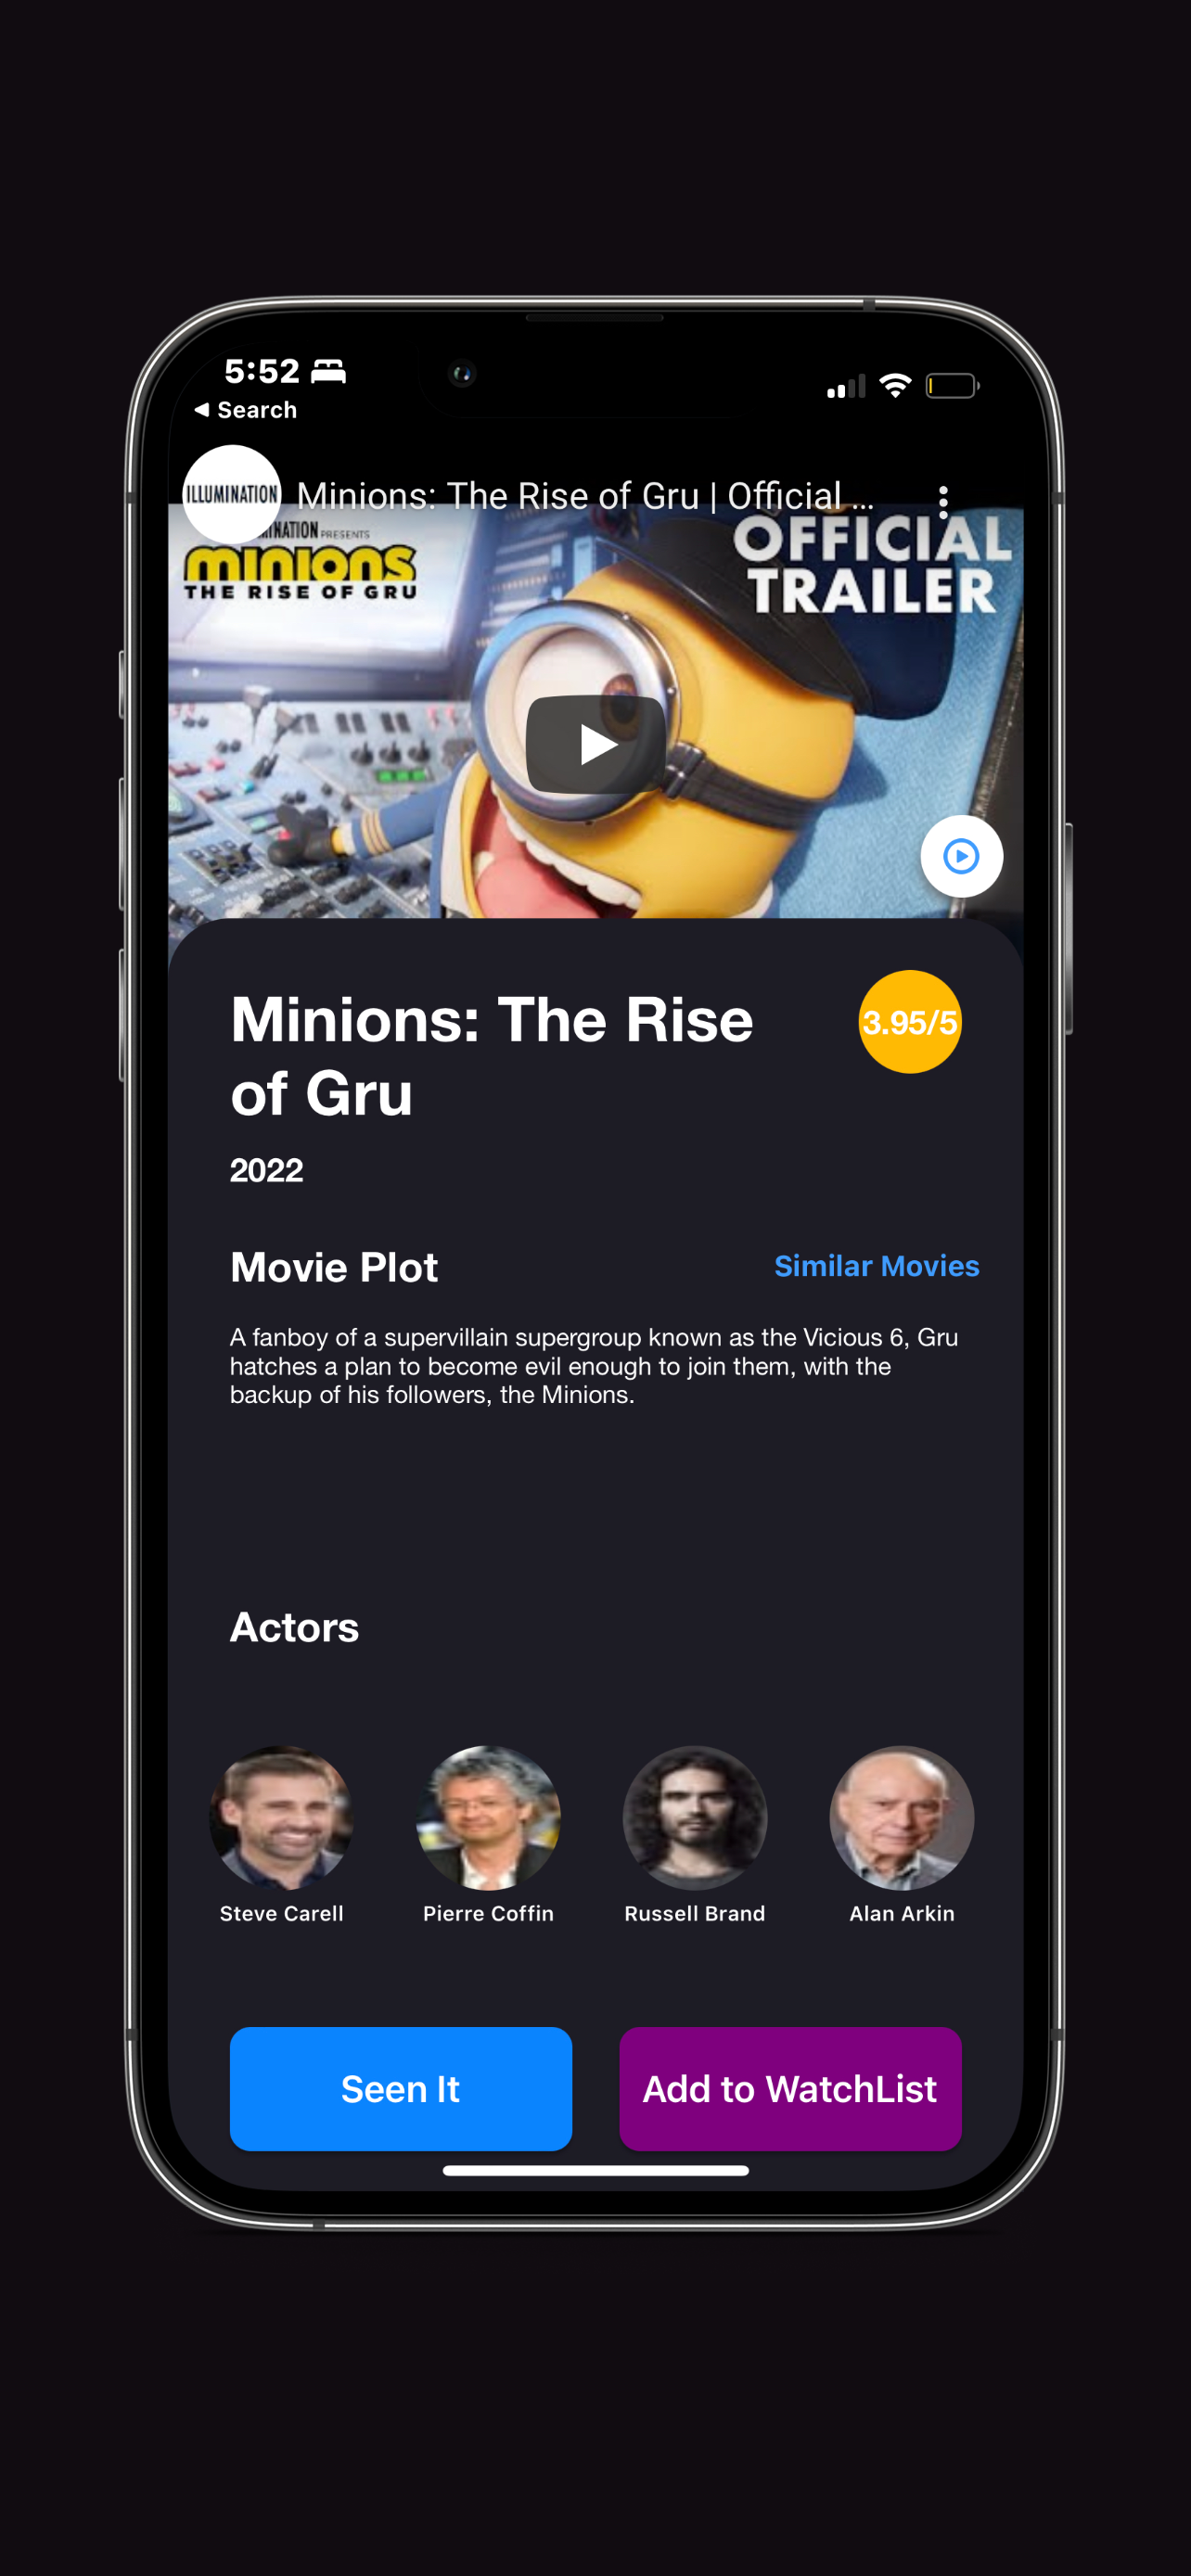 5:52
Search
ILLUMINATION
Minions: The Rise of Gru | Official ...
INATION PRESENTS
minions
THE RISE OF GRU
OFFICIAL
TRAILER
Minions: The Rise
of Gru
3.95/5
2022
Movie Plot
Similar Movies
A fanboy of a supervillain supergroup known as the Vicious 6, Gru
hatches a plan to become evil enough to join them, with the
backup of his followers, the Minions.
Actors
Steve Carell
Pierre Coffin
Russell Brand
Alan Arkin
Seen It
Add to WatchList